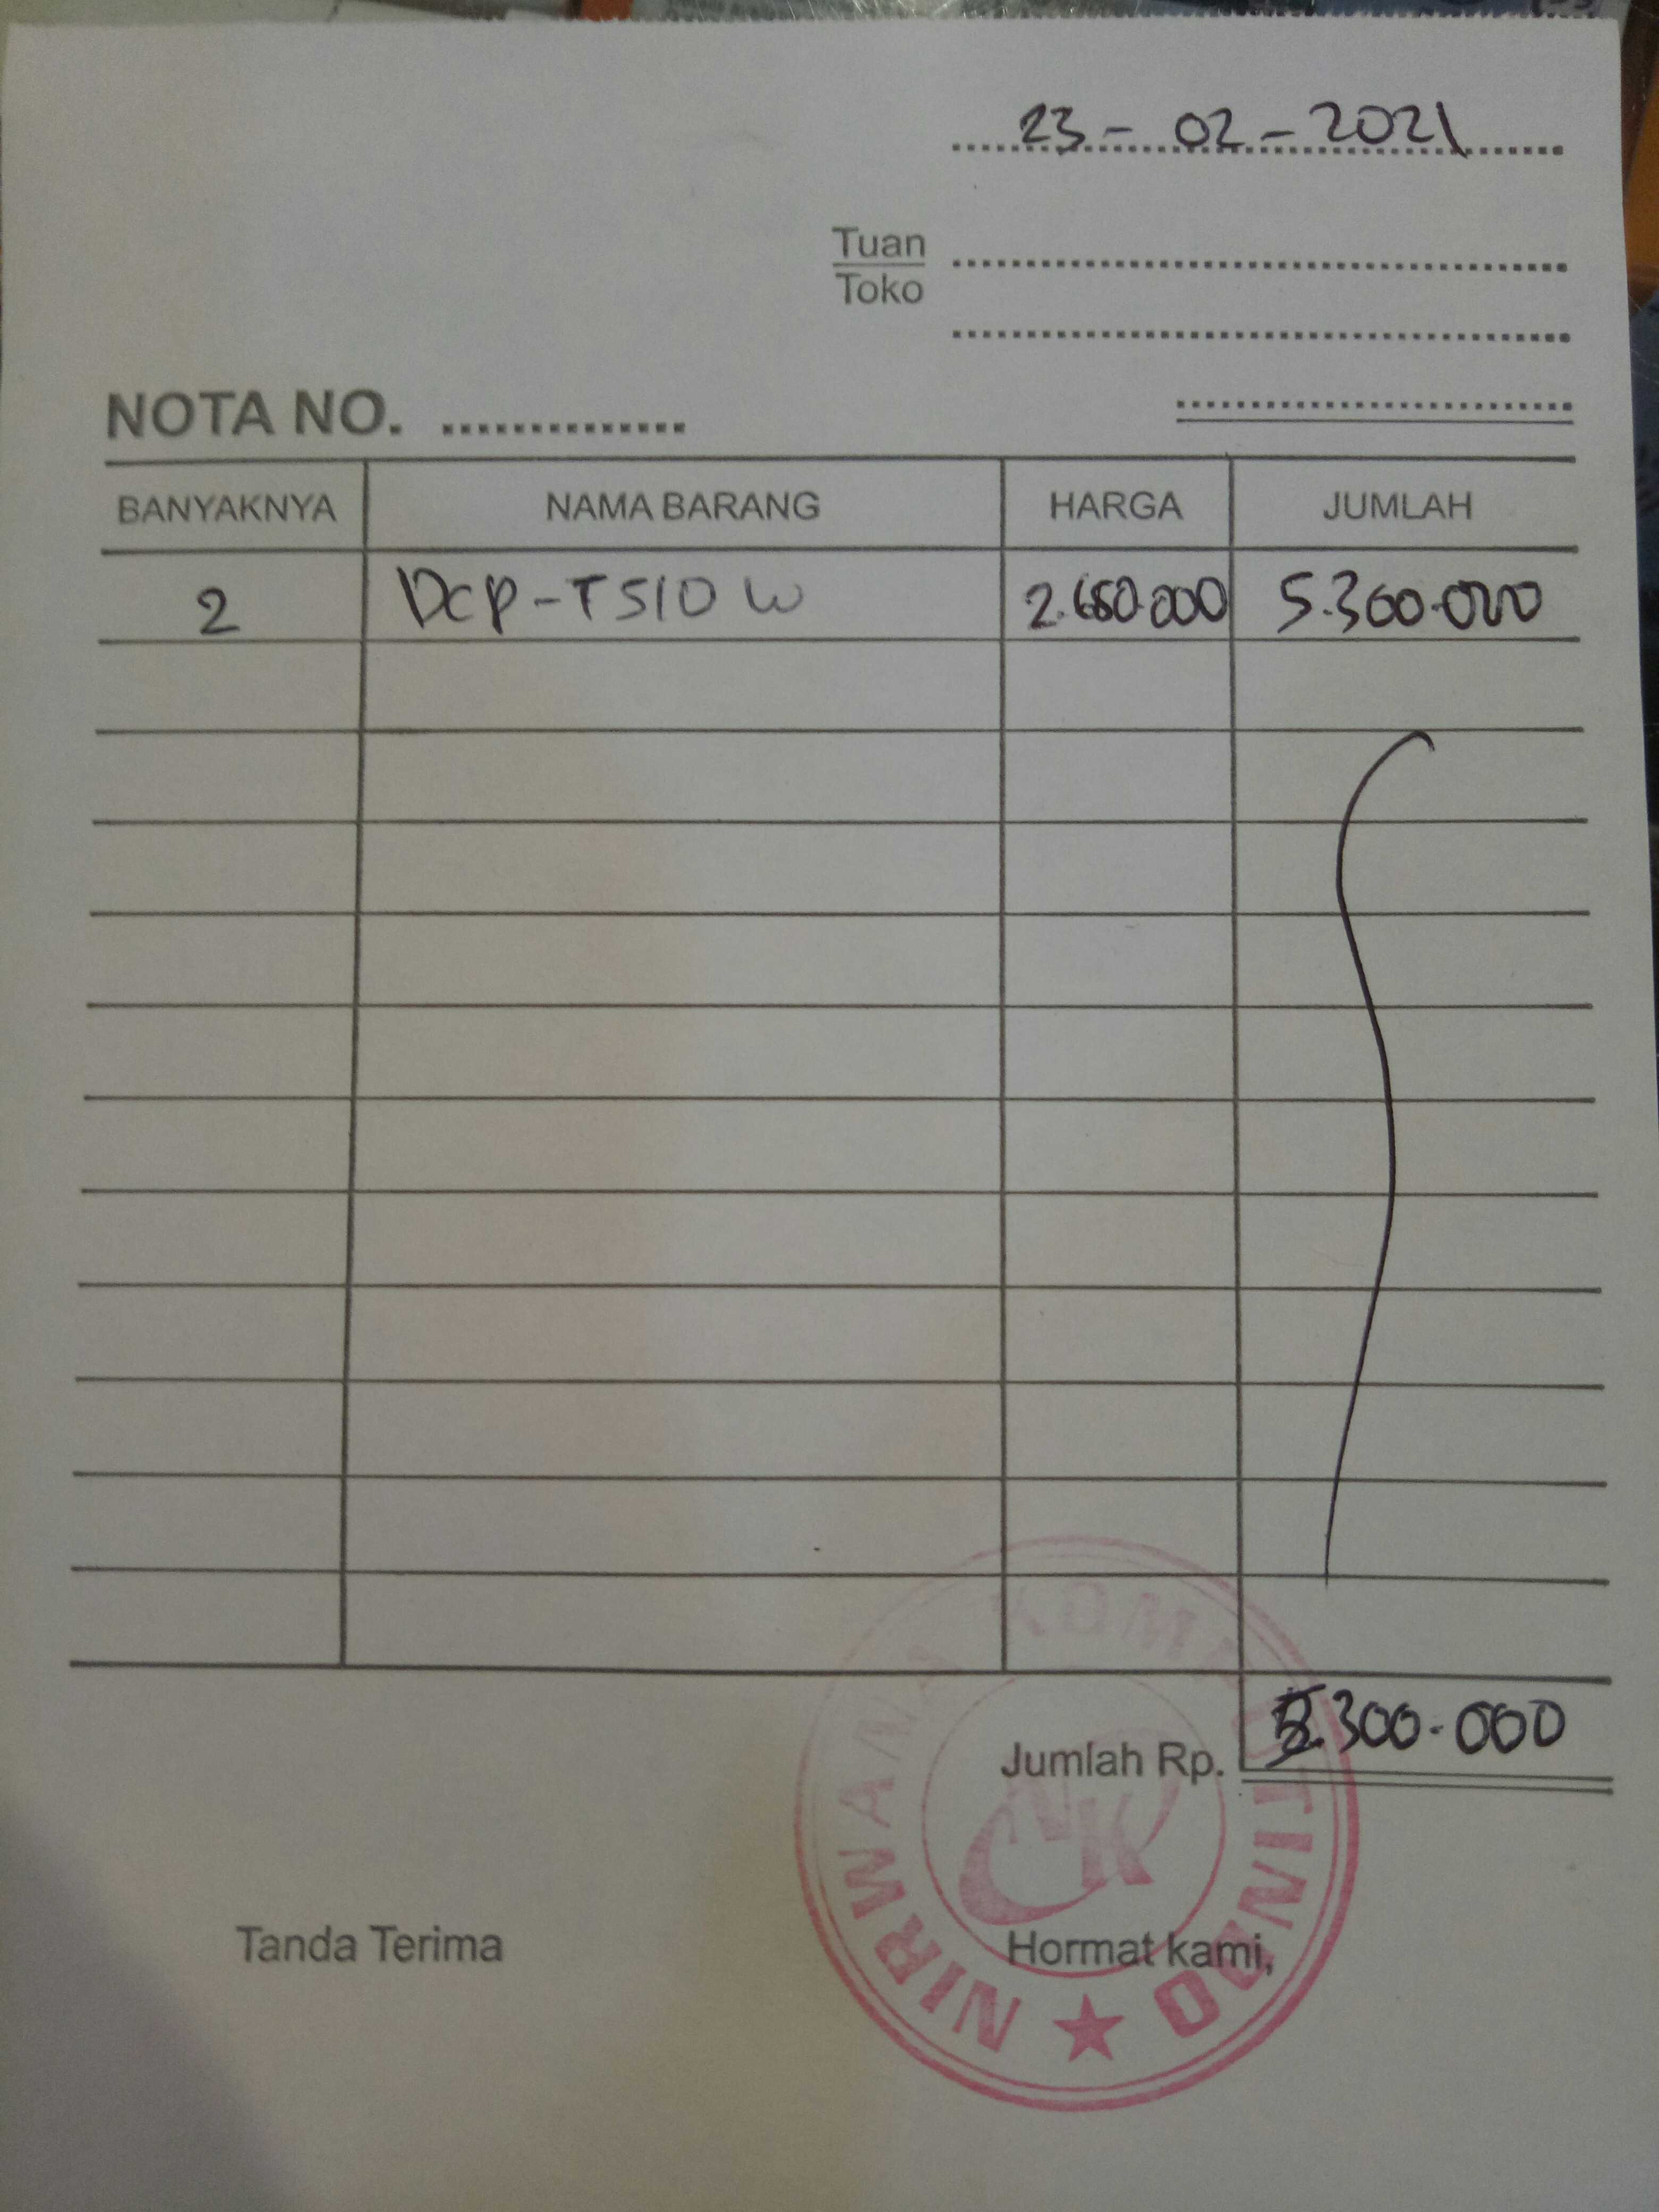 23-02-2021
Tuan
Toko
NOTA NO.
BANYAKNYA NAMA BARANG HARGA JUMLAH
2 DCP-T510 W 2.650.000 5.300.000
Jumlah Rp. 5.300-000
Tanda Terima Hormat kami,
NIRWANA KOMPUTINDO
NK